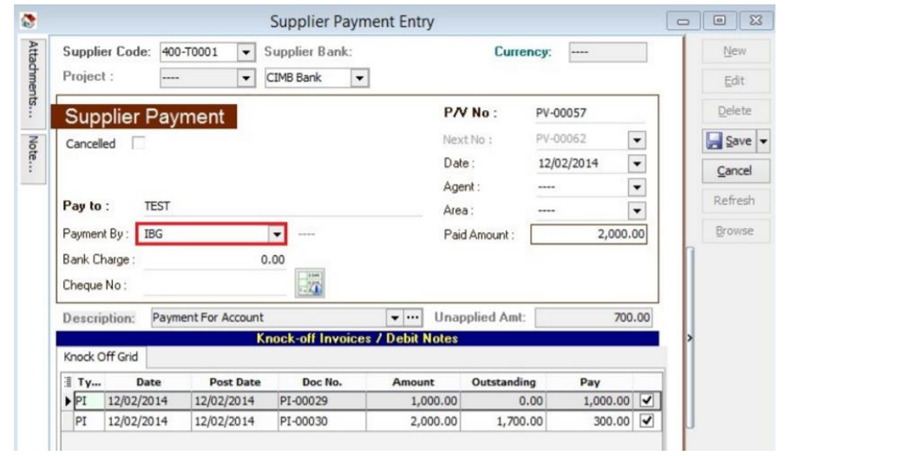 Supplier Payment Entry
Attachments...
Note...
Supplier Code: 400-T0001 Supplier Bank: Currency: ----
Project : ---- CIMB Bank
Supplier Payment
Cancelled
P/V No : PV-00057
Next No : PV-00062
Date : 12/02/2014
Agent : ----
Area : ----
Pay to : TEST
Payment By : IBG ---- Paid Amount : 2,000.00
Bank Charge : 0.00
Cheque No :
Description: Payment For Account Unapplied Amt: 700.00
Knock-off Invoices / Debit Notes
Knock Off Grid
Ty... Date Post Date Doc No. Amount Outstanding Pay
PI 12/02/2014 12/02/2014 PI-00029 1,000.00 0.00 1,000.00
PI 12/02/2014 12/02/2014 PI-00030 2,000.00 1,700.00 300.00
New
Edit
Delete
Save
Cancel
Refresh
Browse